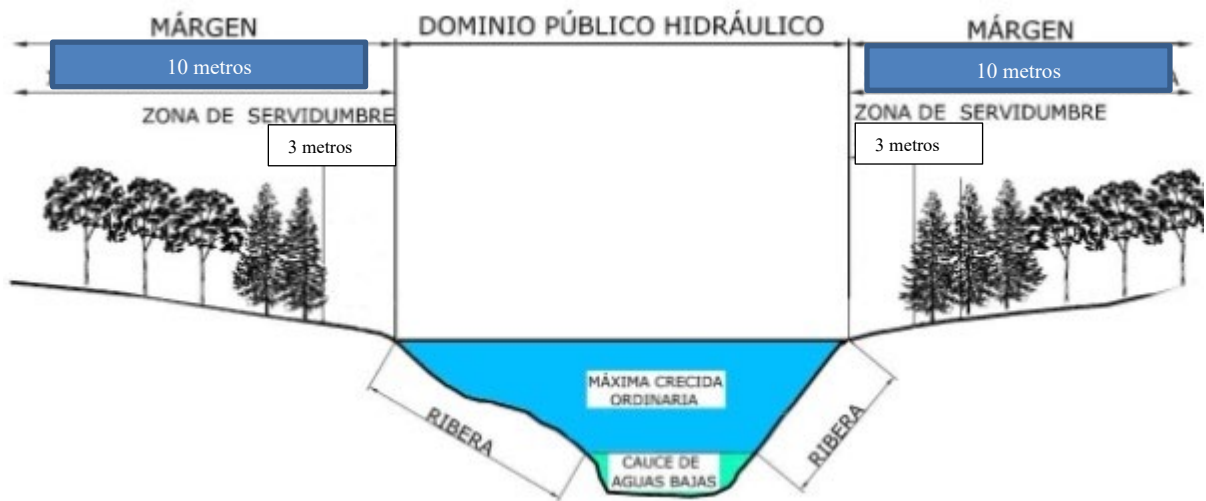 MÁRGEN
DOMINIO PÚBLICO HIDRÁULICO
MÁRGEN
10 metros
10 metros
ZONA DE SERVIDUMBRE
ZONA DE SERVIDUMBRE
3 metros
3 metros
MÁXIMA CRECIDA
ORDINARIA
RIBERA
RIBERA
CAUCE DE
AGUAS BAJAS